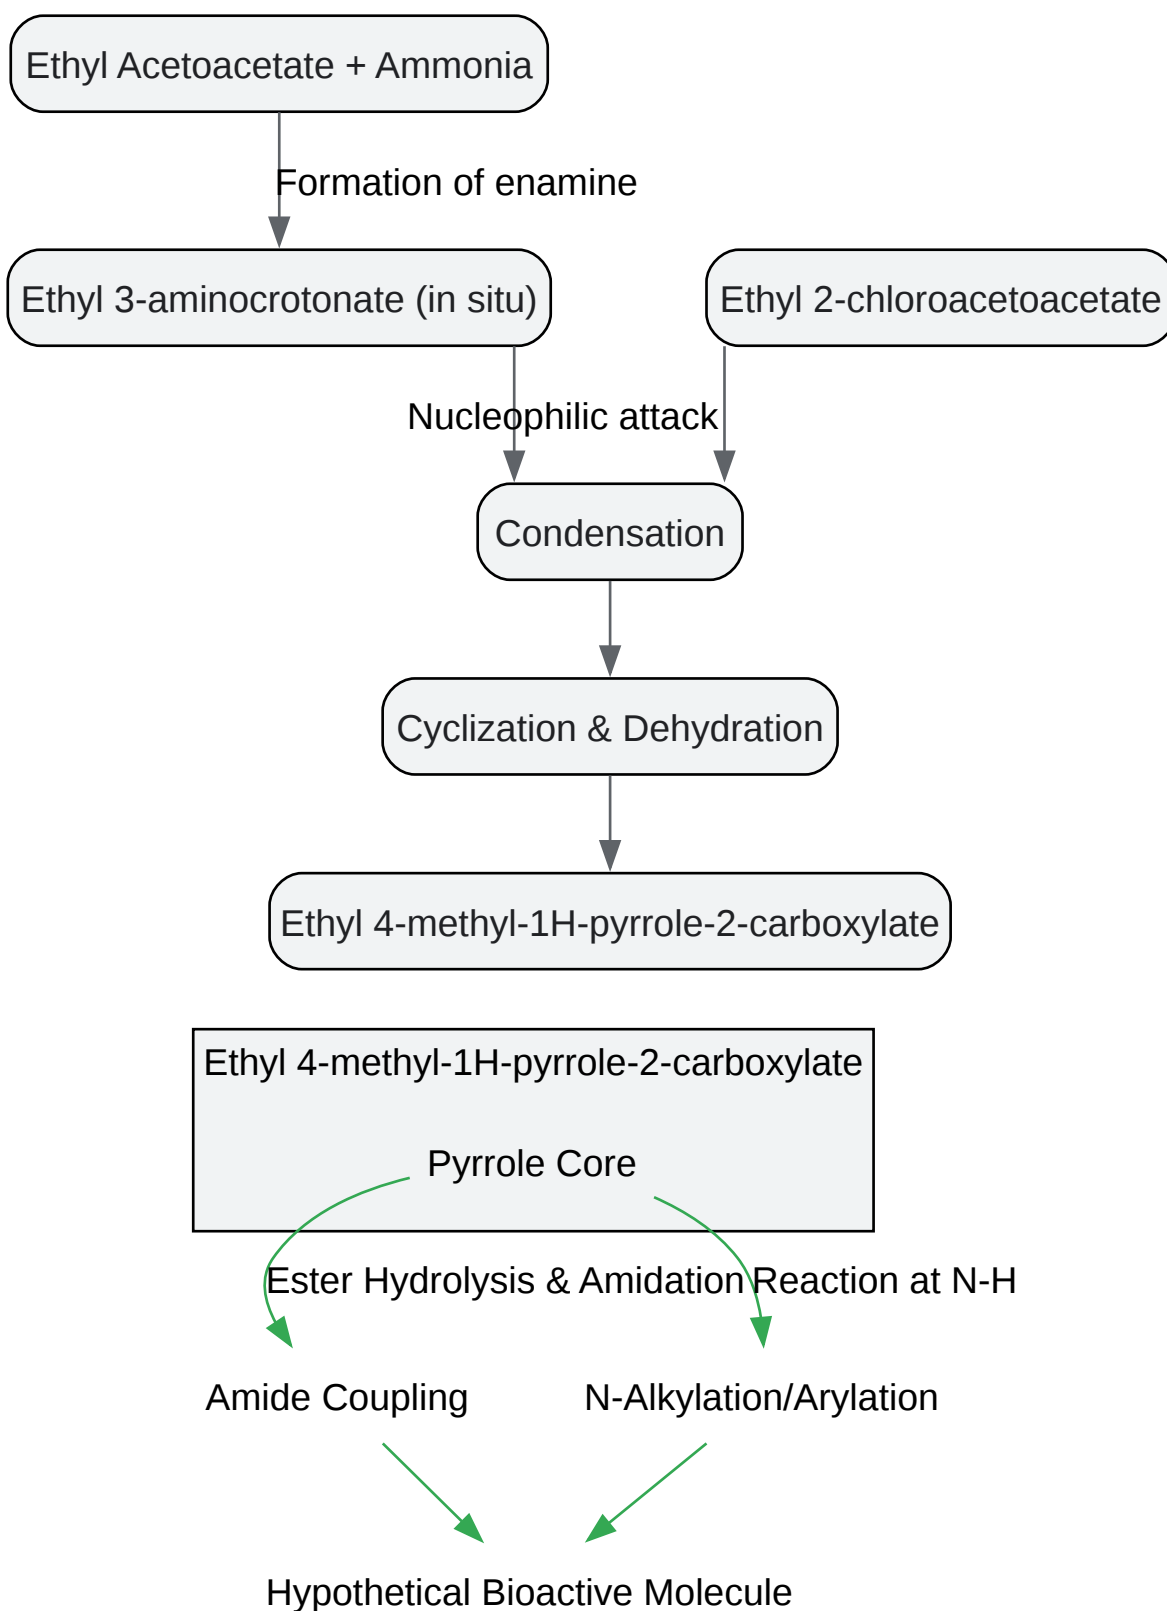 Ethyl Acetoacetate + Ammonia
Formation of enamine
Ethyl 3-aminocrotonate (in situ)
Ethyl 2-chloroacetoacetate
Nucleophilic attack
Condensation
Cyclization & Dehydration
Ethyl 4-methyl-1H-pyrrole-2-carboxylate
Ethyl 4-methyl-1H-pyrrole-2-carboxylate
Pyrrole Core
Ester Hydrolysis & Amidation
Reaction at N-H
Amide Coupling
N-Alkylation/Arylation
Hypothetical Bioactive Molecule